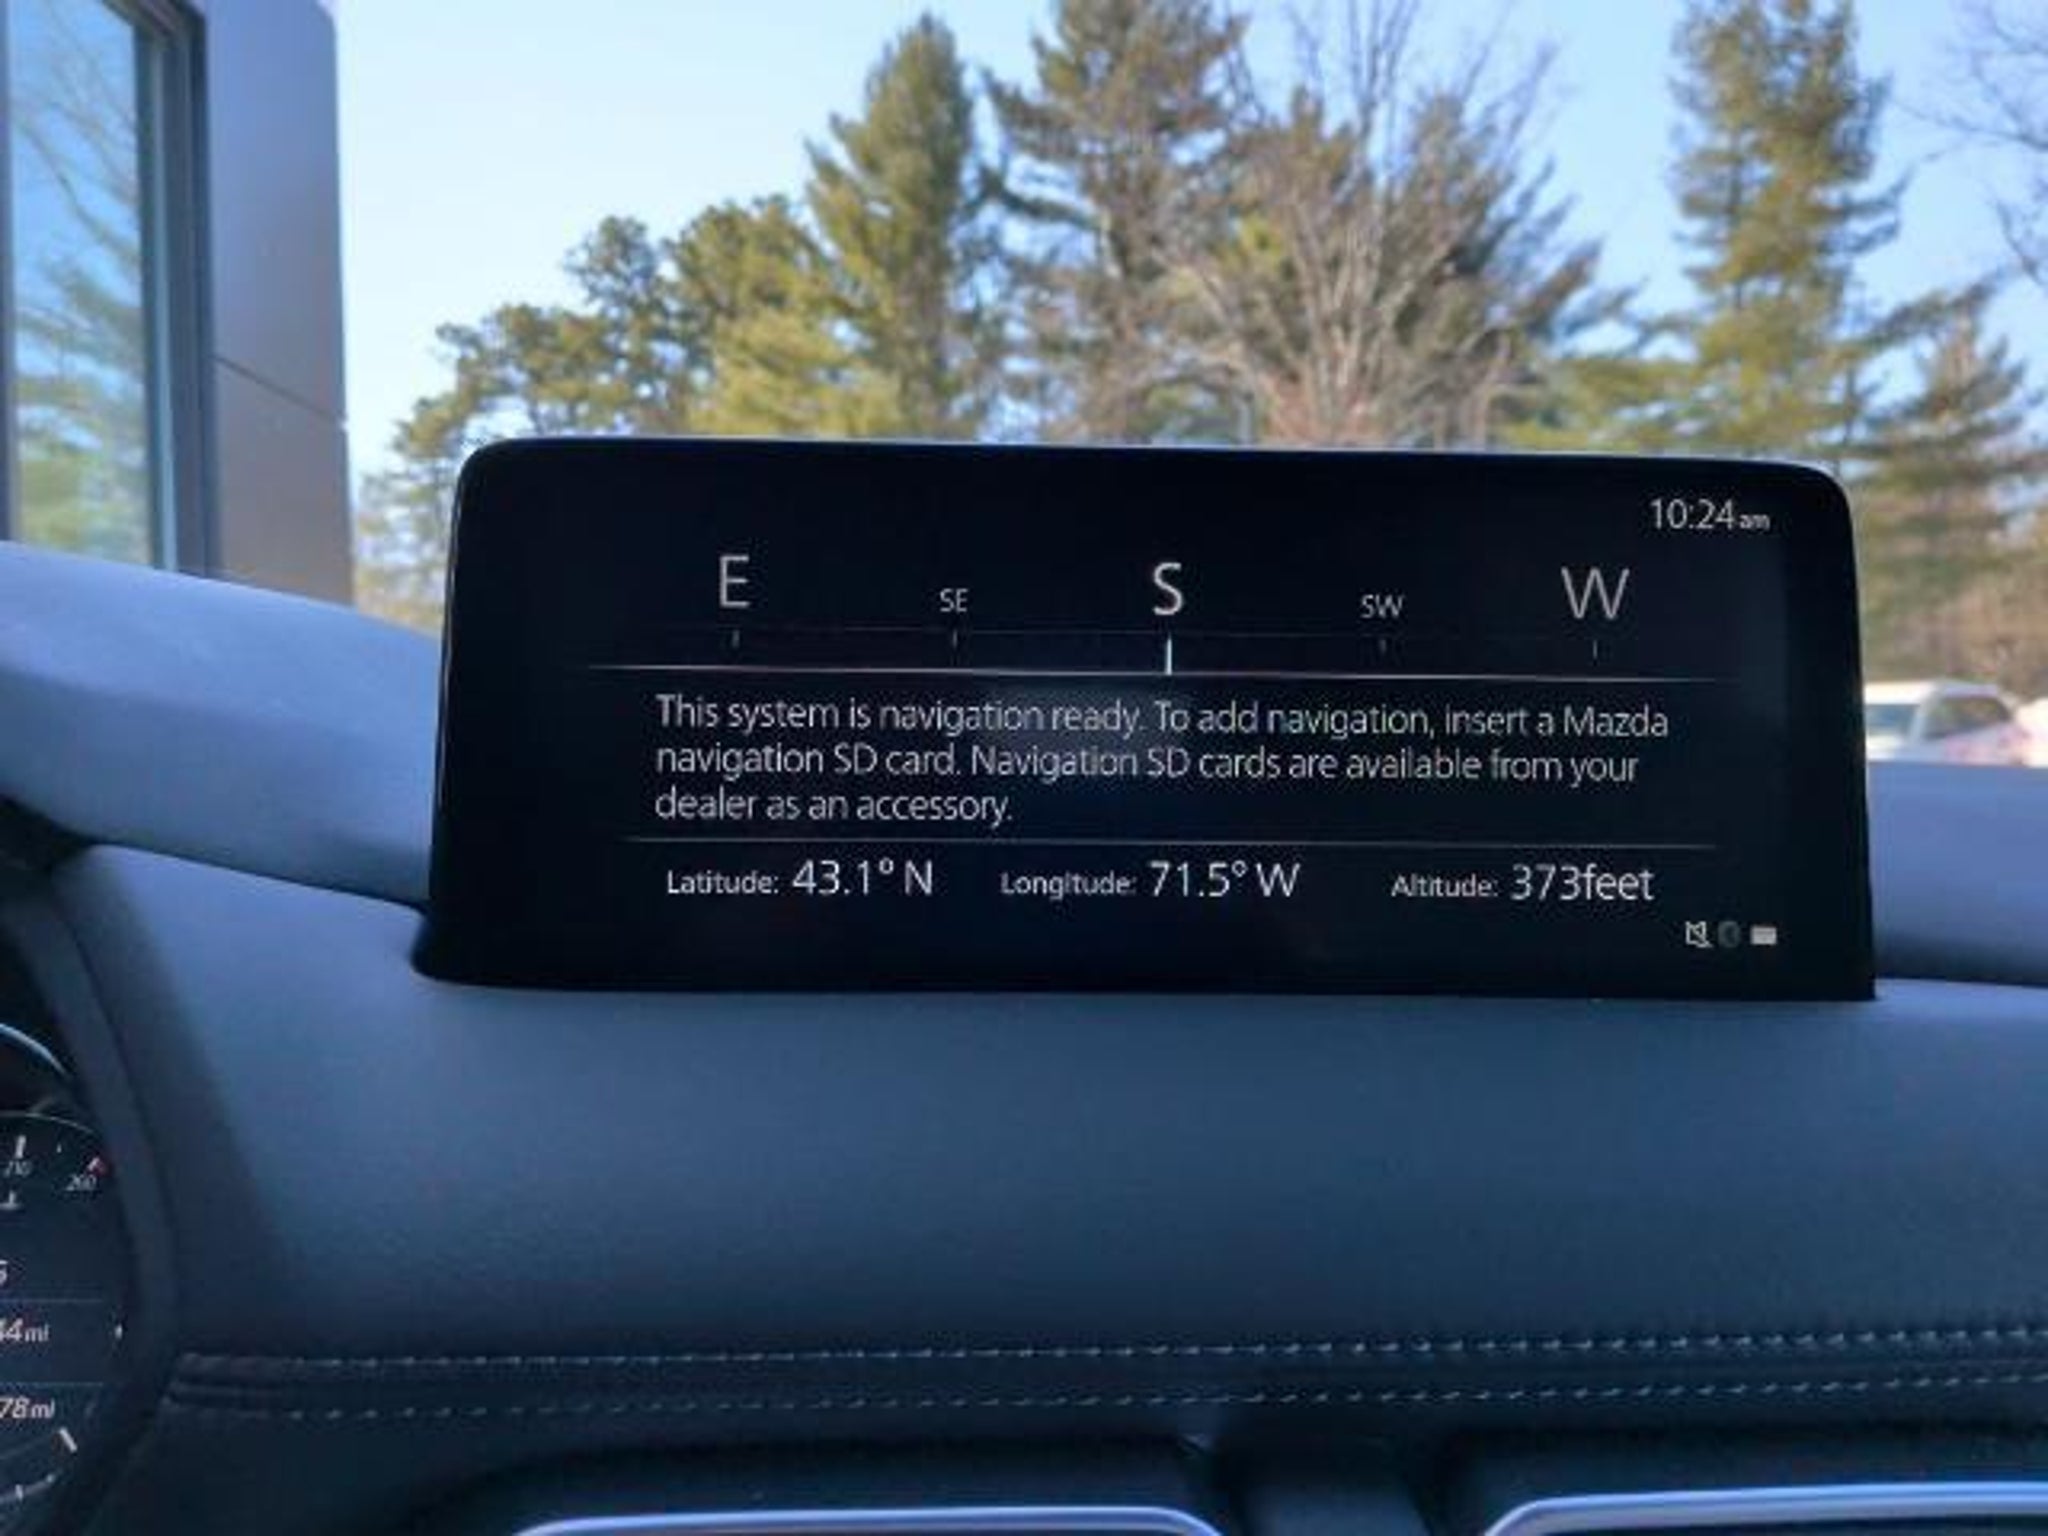 10:24am
E SE S SW W
This system is navigation ready. To add navigation, insert a Mazda
navigation SD card. Navigation SD cards are available from your
dealer as an accessory.
Latitude: 43.1° N Longitude: 71.5° W Altitude: 373feet
260